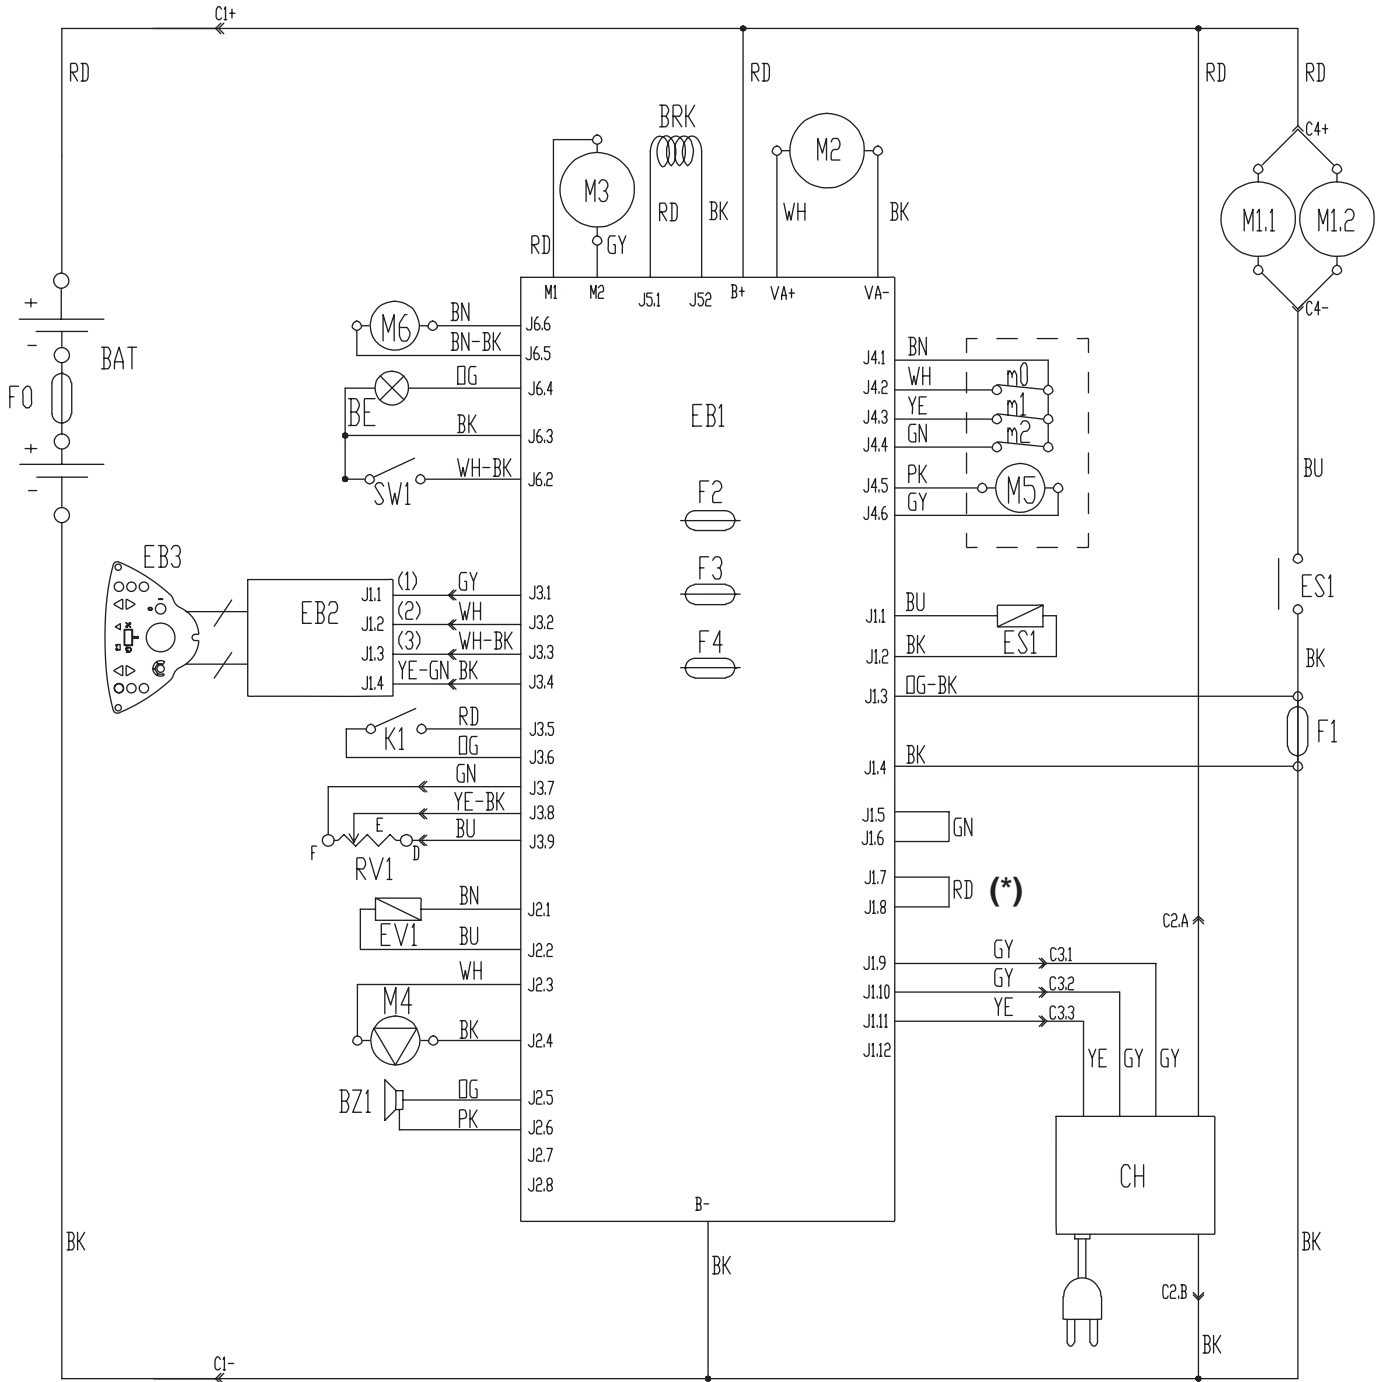 C1+
RD
RD
RD
RD
BRK
C4+
M3
M2
M1.1
M1.2
RD
BK
WH
BK
RD
GY
M1
M2
J5.1
J52
B+
VA+
VA-
C4-
+
-
BAT
F0
+
-
M6
BN
J6.6
BN-BK
J6.5
OG
J6.4
BE
BK
J6.3
WH-BK
J6.2
SW1
EB1
F2
F3
F4
J4.1
BN
J4.2
WH
m0
J4.3
YE
m1
J4.4
GN
m2
J4.5
PK
M5
J4.6
GY
BU
ES1
BK
EB3
EB2
J1.1
(1)
GY
J3.1
J1.2
(2)
WH
J3.2
J1.3
(3)
WH-BK
J3.3
J1.4
YE-GN
BK
J3.4
J1.1
BU
ES1
J1.2
BK
J1.3
OG-BK
F1
J1.4
BK
K1
RD
J3.5
OG
J3.6
GN
J3.7
YE-BK
J3.8
E
BU
J3.9
F
D
RV1
J1.5
J1.6
GN
J1.7
J1.8
RD
(*)
BN
J2.1
EV1
BU
J2.2
WH
J2.3
M4
BK
J2.4
BZ1
OG
J2.5
PK
J2.6
J2.7
J2.8
C2.A
J1.9
GY
C3.1
J1.10
GY
C3.2
J1.11
YE
C3.3
J1.12
YE
GY
GY
CH
B-
BK
BK
BK
C2.B
BK
C1-